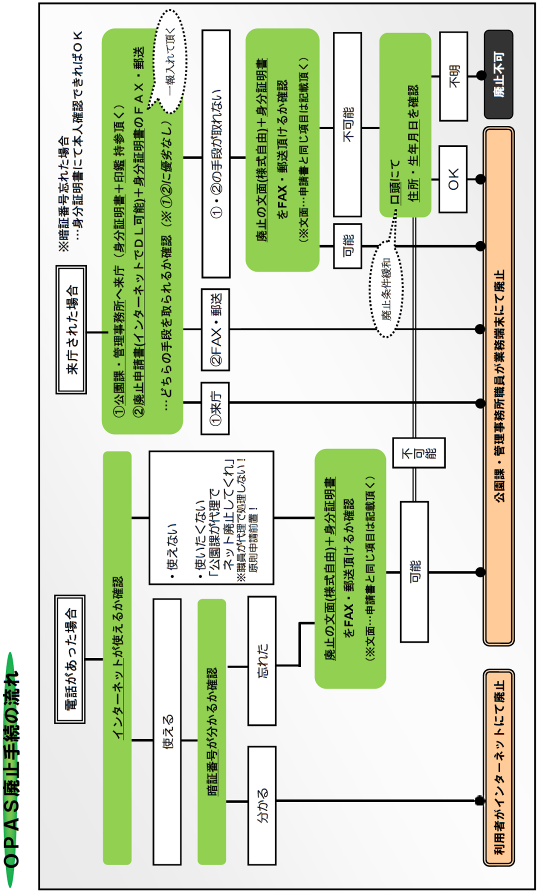 ＯＰＡＳ廃止手続の流れ
電話があった場合
インターネットが使えるか確認
使える
・使えない
・使いたくない
「公園課が代理で
ネット廃止してくれ」
※職員が代理で処理しない！
原則申請前置！
暗証番号が分かるか確認
分かる
忘れた
廃止の文面(様式自由)＋身分証明書
をFAX・郵送頂けるか確認
（※文面…申請書と同じ項目は記載頂く）
可能
不可能
利用者がインターネットにて廃止
来庁された場合
※暗証番号忘れた場合
…身分証明書にて本人確認できればＯＫ
①公園課・管理事務所へ来庁（身分証明書＋印鑑 持参頂く）
②廃止申請書(インターネットでＤＬ可能)＋身分証明書のＦＡＸ・郵送
…どちらの手段を取られるか確認（※①②に優劣なし）
一報入れて頂く
①来庁
②FAX・郵送
①・②の手段が取れない
廃止の文面(様式自由)＋身分証明書
をFAX・郵送頂けるか確認
（※文面…申請書と同じ項目は記載頂く）
可能
不可能
廃止条件緩和
口頭にて
住所・生年月日を確認
ＯＫ
不明
公園課・管理事務所職員が業務端末にて廃止
廃止不可